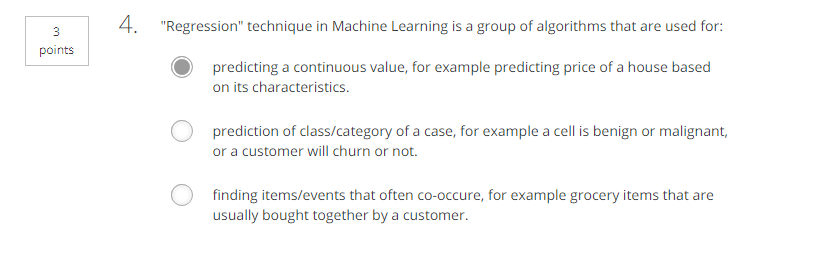 3
points
4.
"Regression" technique in Machine Learning is a group of algorithms that are used for:
predicting a continuous value, for example predicting price of a house based
on its characteristics.
prediction of class/category of a case, for example a cell is benign or malignant,
or a customer will churn or not.
finding items/events that often co-occure, for example grocery items that are
usually bought together by a customer.